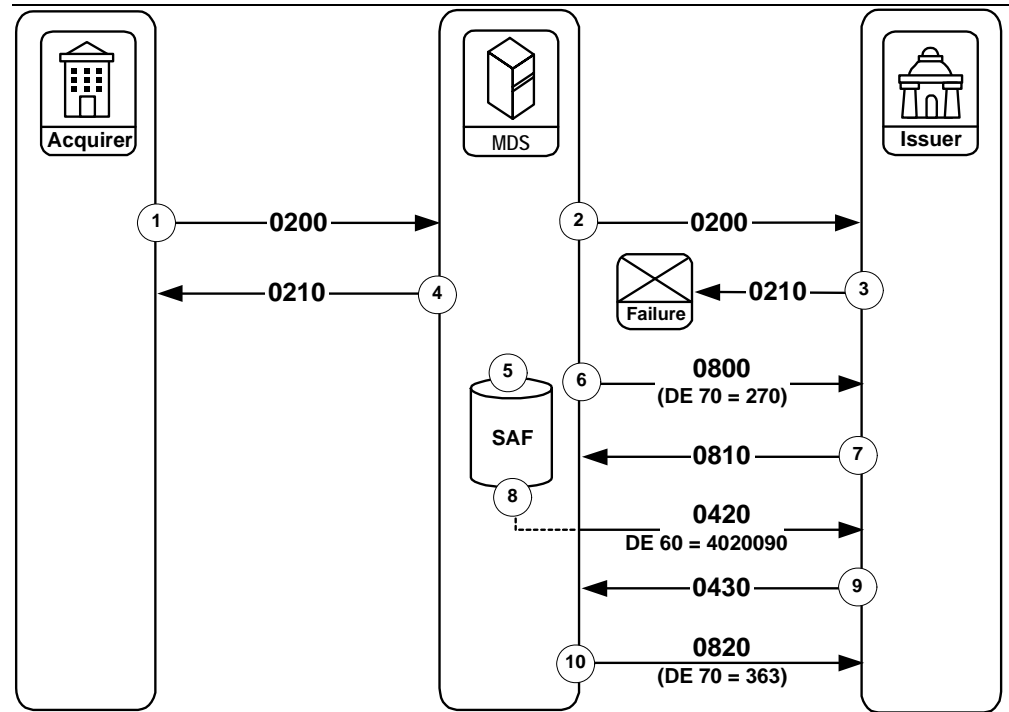 Acquirer
MDS
Issuer
1
0200
2
0200
0210
4
Failure
0210
3
5
6
0800
(DE 70 = 270)
SAF
0810
7
8
0420
DE 60 = 4020090
0430
9
10
0820
(DE 70 = 363)